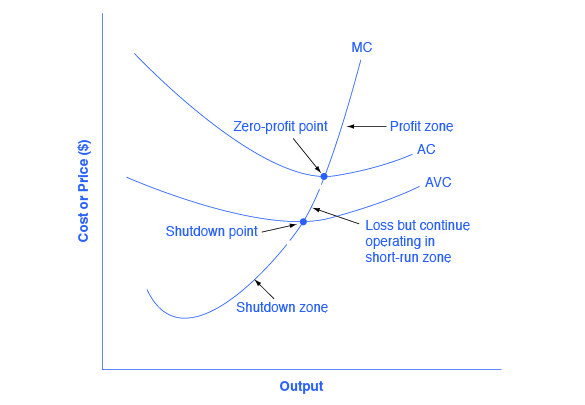 MC
Zero-profit point
Profit zone
AC
AVC
Shutdown point
Loss but continue
operating in
short-run zone
Shutdown zone
Cost or Price ($)
Output